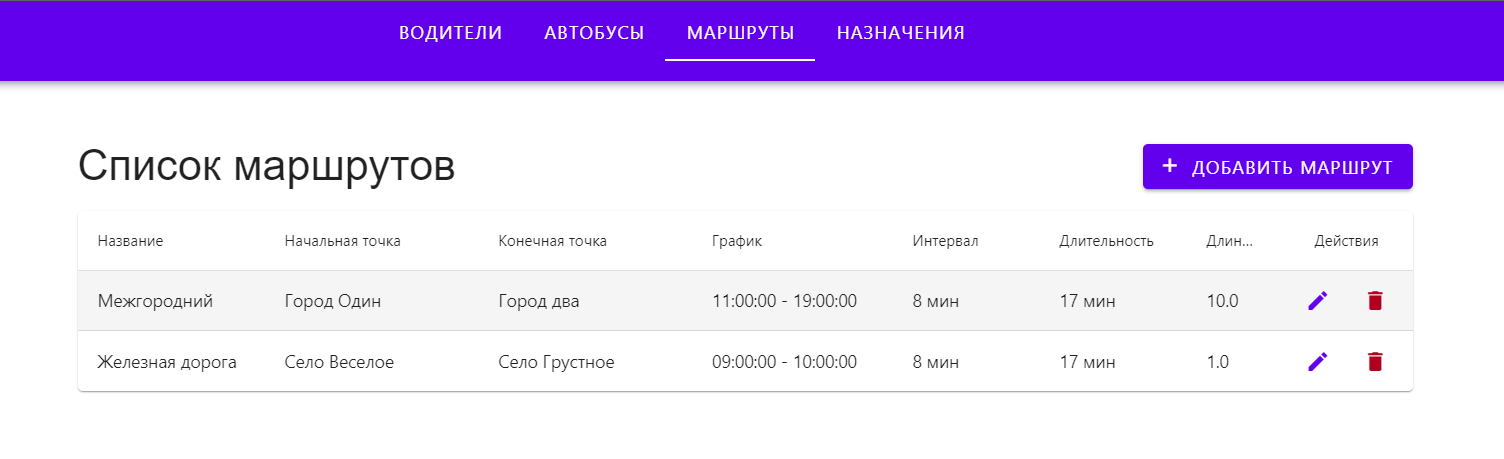 ВОДИТЕЛИ АВТОБУСЫ МАРШРУТЫ НАЗНАЧЕНИЯ
Список маршрутов
+ ДОБАВИТЬ МАРШРУТ
Название Начальная точка Конечная точка График Интервал Длительность Длин... Действия
Межгородний Город Один Город два 11:00:00 - 19:00:00 8 мин 17 мин 10.0
Железная дорога Село Веселое Село Грустное 09:00:00 - 10:00:00 8 мин 17 мин 1.0